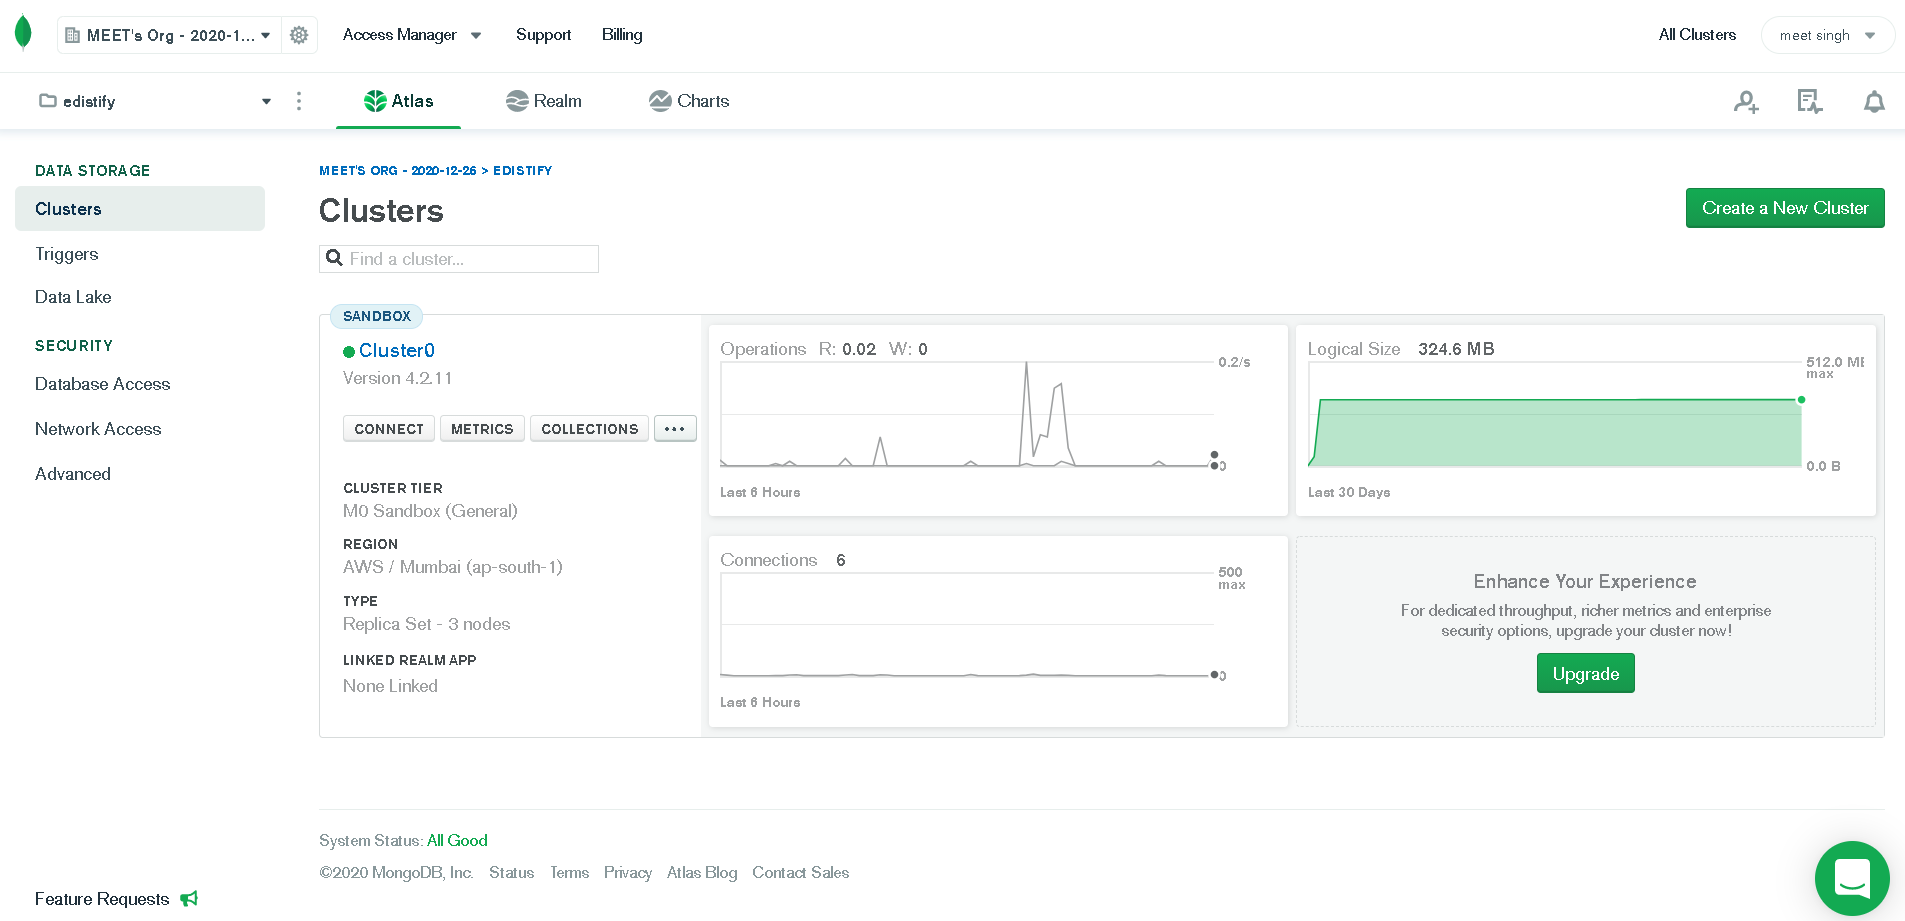 MEET's Org - 2020-1...
Access Manager
Support
Billing
All Clusters
meet singh
edistify
Atlas
Realm
Charts
DATA STORAGE
Clusters
Triggers
Data Lake
SECURITY
Database Access
Network Access
Advanced
Feature Requests
MEET'S ORG - 2020-12-26 > EDISTIFY
Clusters
Create a New Cluster
Find a cluster...
SANDBOX
Cluster0
Version 4.2.11
CONNECT
METRICS
COLLECTIONS
...
CLUSTER TIER
M0 Sandbox (General)
REGION
AWS / Mumbai (ap-south-1)
TYPE
Replica Set - 3 nodes
LINKED REALM APP
None Linked
Operations R: 0.02 W: 0
0.2/s
0
Last 6 Hours
Logical Size 324.6 MB
512.0 MB
max
0.0 B
Last 30 Days
Connections 6
500
max
0
Last 6 Hours
Enhance Your Experience
For dedicated throughput, richer metrics and enterprise
security options, upgrade your cluster now!
Upgrade
System Status: All Good
©2020 MongoDB, Inc. Status Terms Privacy Atlas Blog Contact Sales